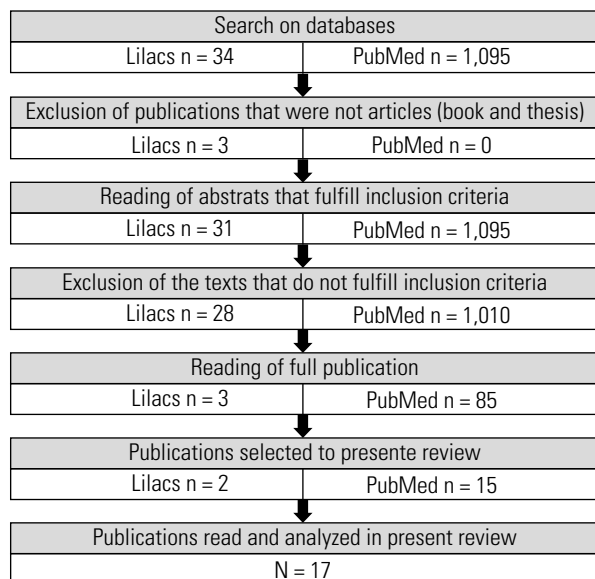 Search on databases
Lilacs n = 34 PubMed n = 1,095
Exclusion of publications that were not articles (book and thesis)
Lilacs n = 3 PubMed n = 0
Reading of abstrats that fulfill inclusion criteria
Lilacs n = 31 PubMed n = 1,095
Exclusion of the texts that do not fulfill inclusion criteria
Lilacs n = 28 PubMed n = 1,010
Reading of full publication
Lilacs n = 3 PubMed n = 85
Publications selected to presente review
Lilacs n = 2 PubMed n = 15
Publications read and analyzed in present review
N = 17